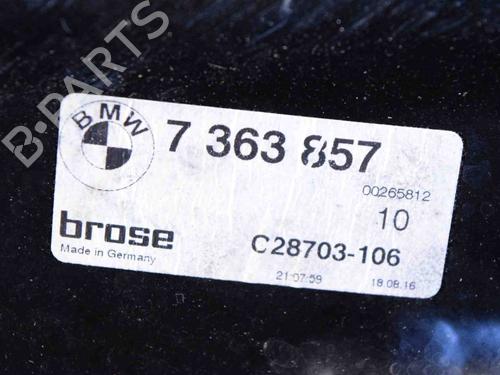 B-PARTS
BMW
7 363 857
00265812
10
brose
Made in Germany
C28703-106
21:07:59
18.08.16